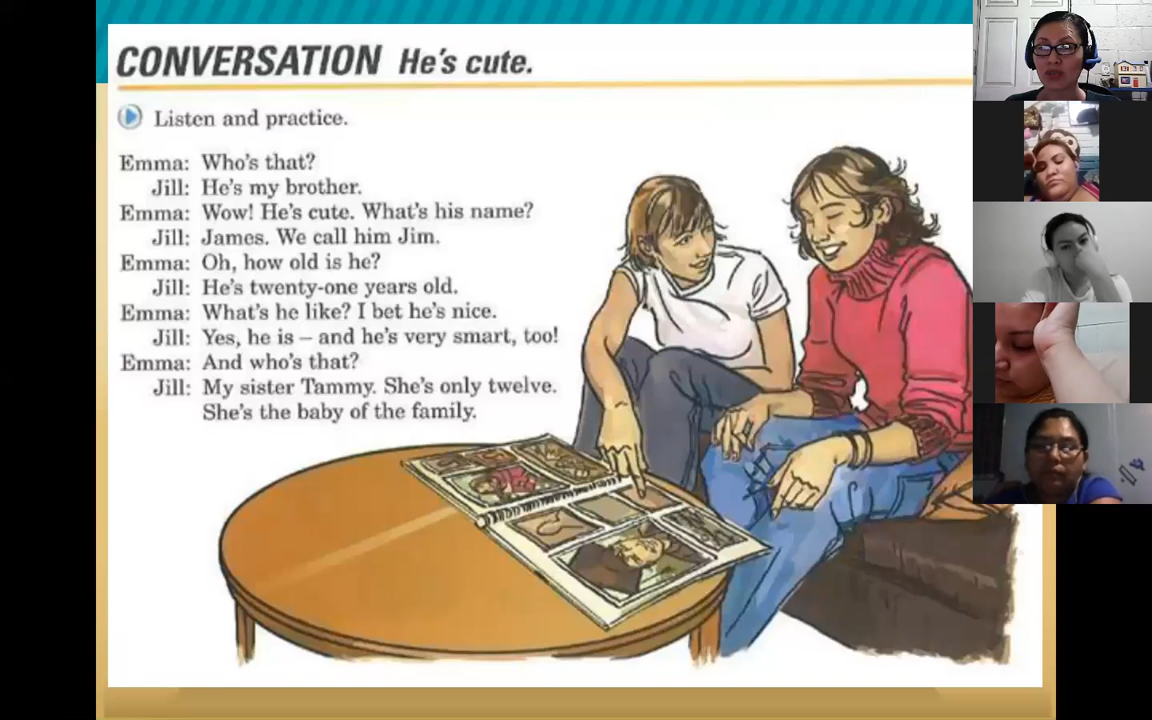 CONVERSATION He's cute.
Listen and practice.
Emma: Who's that?
Jill: He's my brother.
Emma: Wow! He's cute. What's his name?
Jill: James. We call him Jim.
Emma: Oh, how old is he?
Jill: He's twenty-one years old.
Emma: What's he like? I bet he's nice.
Jill: Yes, he is – and he's very smart, too!
Emma: And who's that?
Jill: My sister Tammy. She's only twelve.
She's the baby of the family.